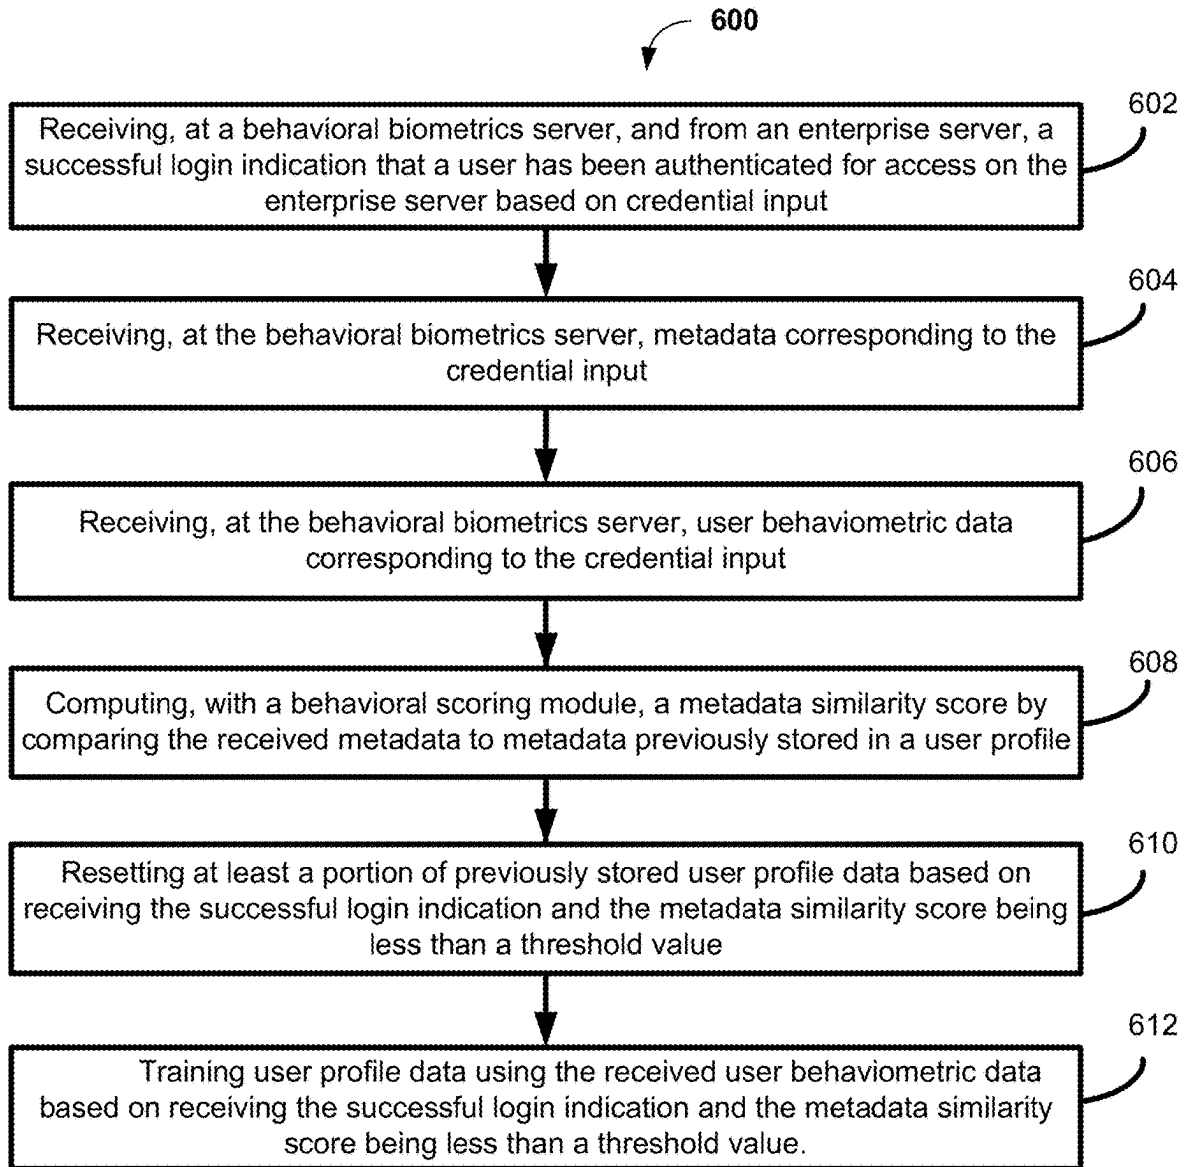 600
602
Receiving, at a behavioral biometrics server, and from an enterprise server, a
successful login indication that a user has been authenticated for access on the
enterprise server based on credential input
604
Receiving, at the behavioral biometrics server, metadata corresponding to the
credential input
606
Receiving, at the behavioral biometrics server, user behaviometric data
corresponding to the credential input
608
Computing, with a behavioral scoring module, a metadata similarity score by
comparing the received metadata to metadata previously stored in a user profile
610
Resetting at least a portion of previously stored user profile data based on
receiving the successful login indication and the metadata similarity score being
less than a threshold value
612
Training user profile data using the received user behaviometric data
based on receiving the successful login indication and the metadata similarity
score being less than a threshold value.